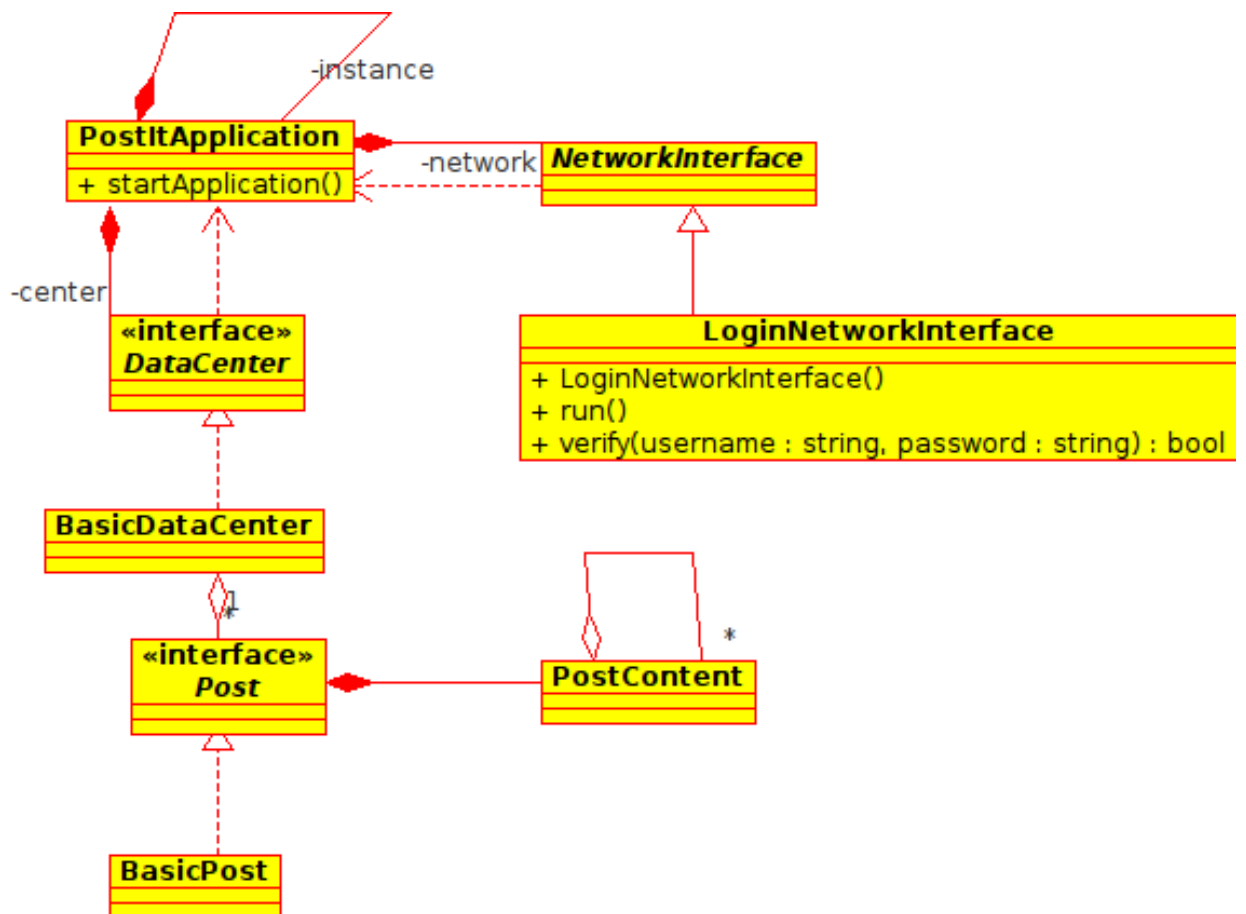 -instance
PostItApplication
+ startApplication()
-network
NetworkInterface
-center
«interface»
DataCenter
LoginNetworkInterface
+ LoginNetworkInterface()
+ run()
+ verify(username : string, password : string) : bool
BasicDataCenter
1
*
«interface»
Post
*
PostContent
BasicPost